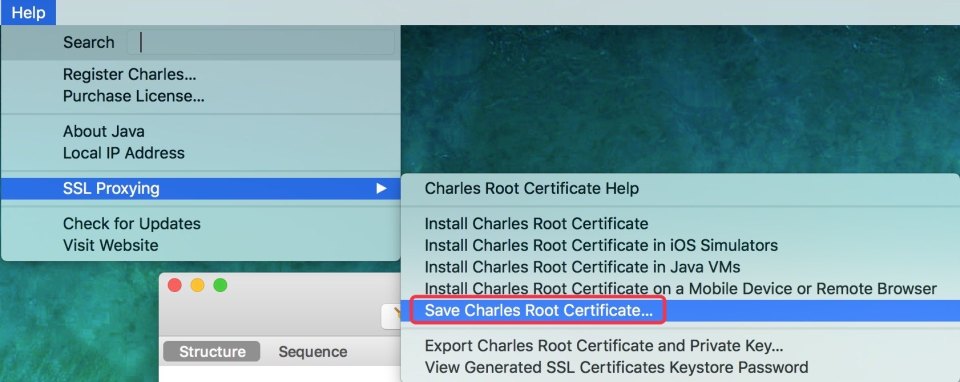 Help
Search
Register Charles...
Purchase License...
About Java
Local IP Address
SSL Proxying
Check for Updates
Visit Website
Charles Root Certificate Help
Install Charles Root Certificate
Install Charles Root Certificate in iOS Simulators
Install Charles Root Certificate in Java VMs
Install Charles Root Certificate on a Mobile Device or Remote Browser
Save Charles Root Certificate...
Export Charles Root Certificate and Private Key...
View Generated SSL Certificates Keystore Password
Structure Sequence